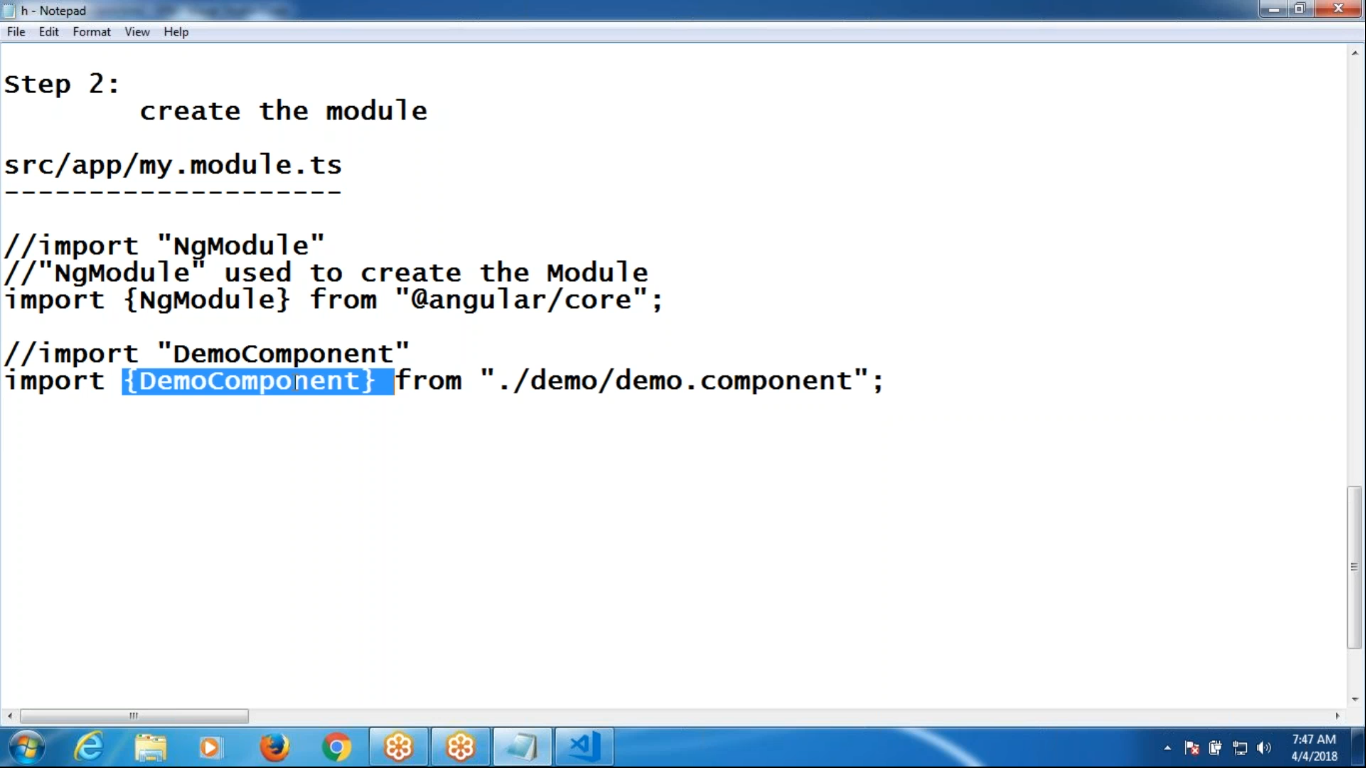 h - Notepad
File Edit Format View Help
Step 2:
create the module
src/app/my.module.ts
--------------------
//import "NgModule"
//"NgModule" used to create the Module
import {NgModule} from "@angular/core";
//import "DemoComponent"
import {DemoComponent} from "./demo/demo.component";
7:47 AM
4/4/2018